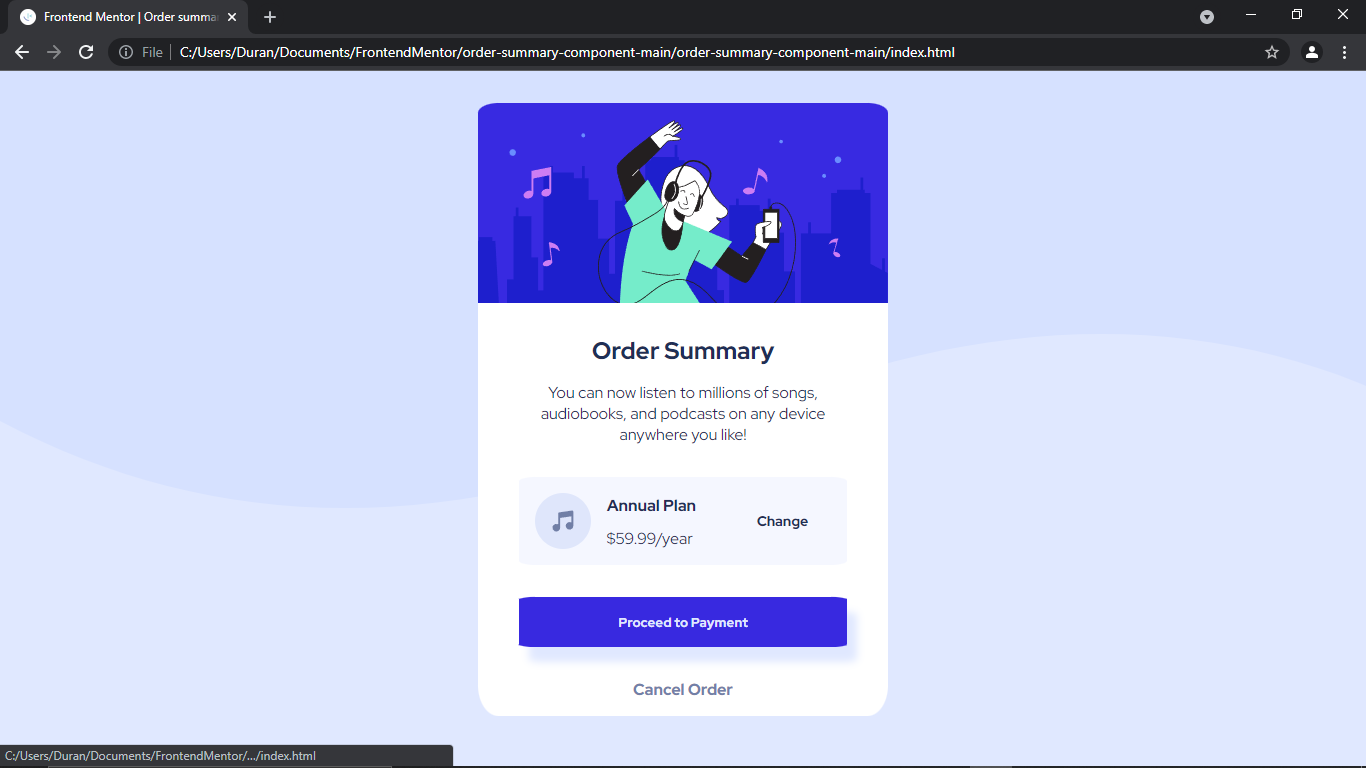 Frontend Mentor | Order summa
File
C:/Users/Duran/Documents/FrontendMentor/order-summary-component-main/order-summary-component-main/index.html
Order Summary
You can now listen to millions of songs,
audiobooks, and podcasts on any device
anywhere you like!
Annual Plan
$59.99/year
Change
Proceed to Payment
Cancel Order
C:/Users/Duran/Documents/FrontendMentor/.../index.html